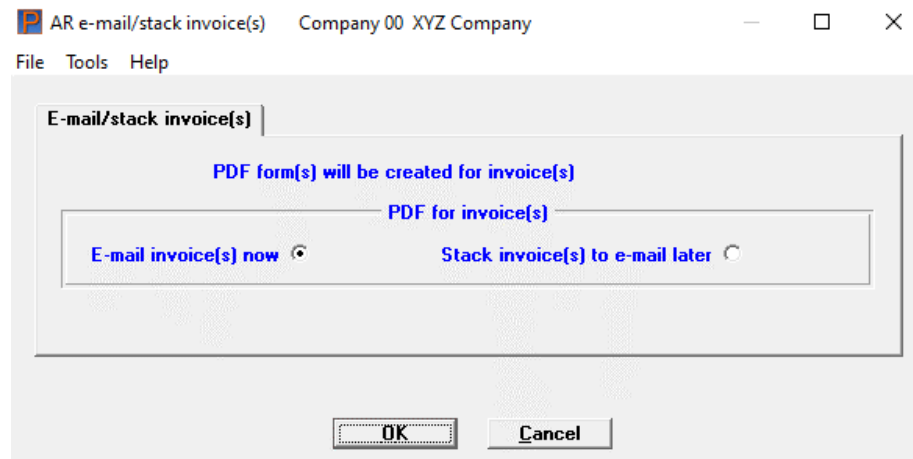 P AR e-mail/stack invoice(s) Company 00 XYZ Company
File Tools Help
E-mail/stack invoice(s)
PDF form(s) will be created for invoice(s)
PDF for invoice(s)
E-mail invoice(s) now Stack invoice(s) to e-mail later
OK Cancel